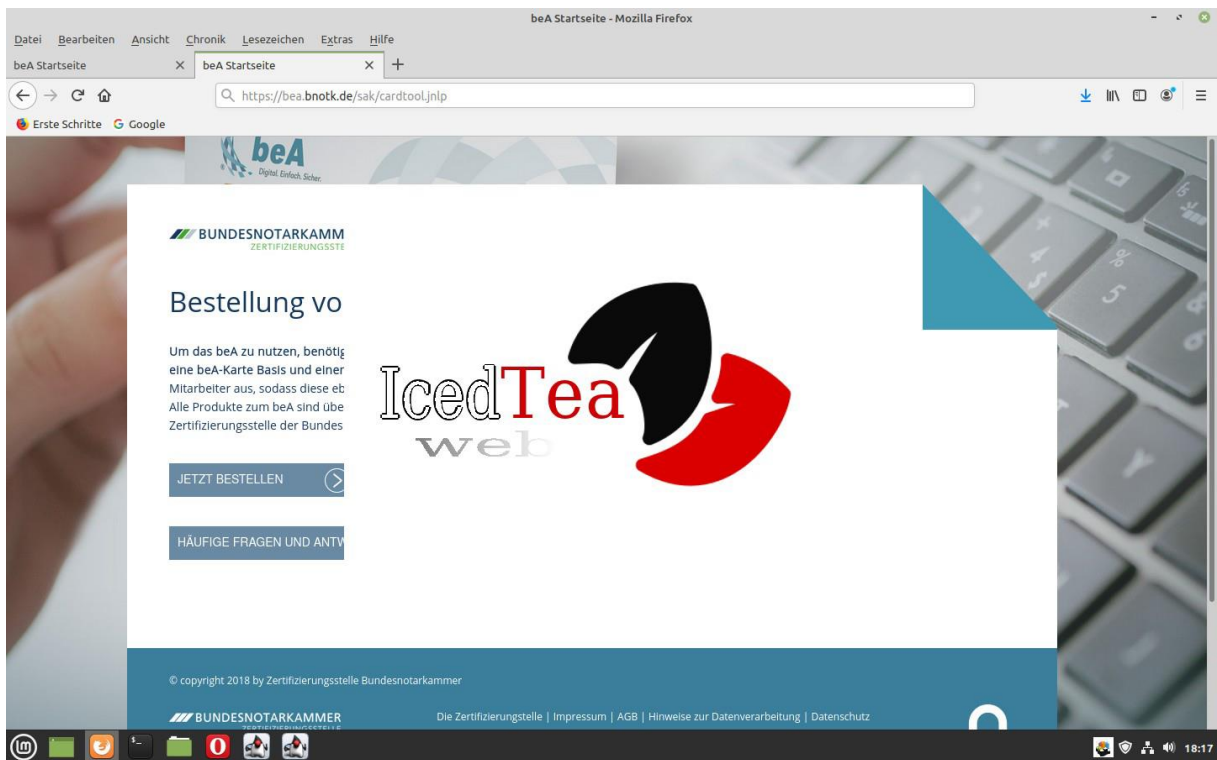 beA Startseite - Mozilla Firefox
Datei Bearbeiten Ansicht Chronik Lesezeichen Extras Hilfe
beA Startseite
beA Startseite
https://bea.bnotk.de/sak/cardtool.jnlp
Erste Schritte
Google
beA
Digital. Einfach. Sicher.
BUNDESNOTARKAMM
ZERTIFIZIERUNGSSTE
Bestellung vo
Um das beA zu nutzen, benötig
eine beA-Karte Basis und einer
Mitarbeiter aus, sodass diese eb
Alle Produkte zum beA sind übe
Zertifizierungsstelle der Bundes
JETZT BESTELLEN
HÄUFIGE FRAGEN UND ANTW
IcedTea
web
© copyright 2018 by Zertifizierungsstelle Bundesnotarkammer
BUNDESNOTARKAMMER
ZERTIFIZIERUNGSSTELLE
Die Zertifizierungstelle | Impressum | AGB | Hinweise zur Datenverarbeitung | Datenschutz
18:17